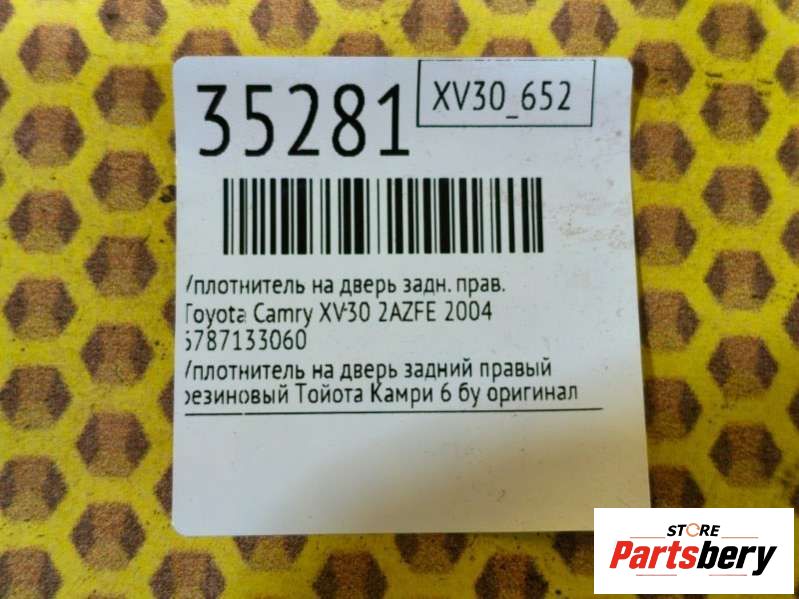 35281
XV30_652
Уплотнитель на дверь задн. прав.
Toyota Camry XV30 2AZFE 2004
6787133060
Уплотнитель на дверь задний правый
резиновый Тойота Камри 6 бу оригинал
STORE
Partsbery